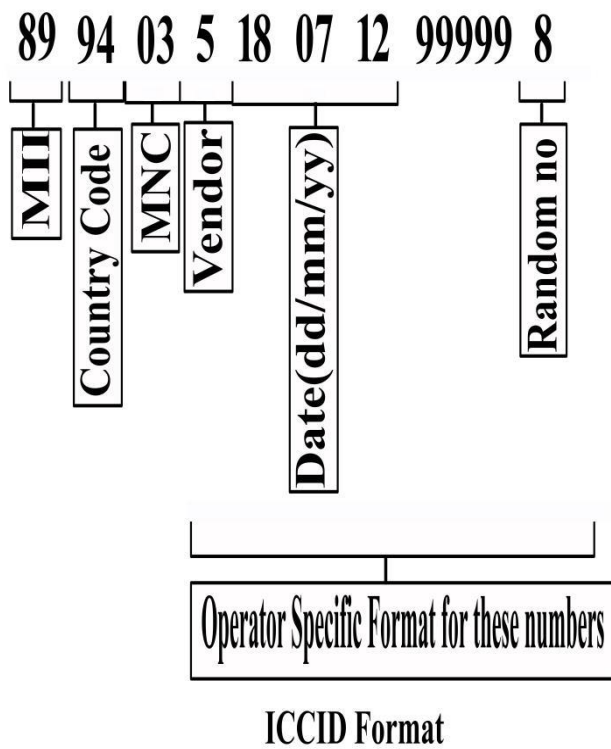 89 94 03 5 18 07 12 99999 8
MII
Country Code
MNC
Vendor
Date(dd/mm/yy)
Random no
Operator Specific Format for these numbers
ICCID Format